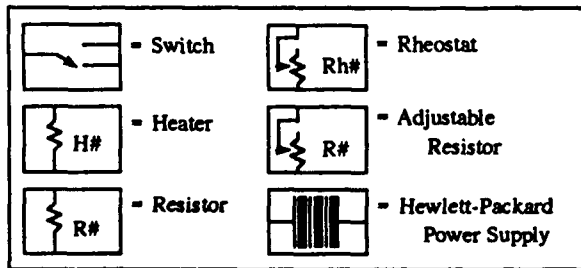 = Switch
Rh#
= Rheostat
H#
= Heater
R#
= Adjustable
Resistor
R#
= Resistor
= Hewlett-Packard
Power Supply